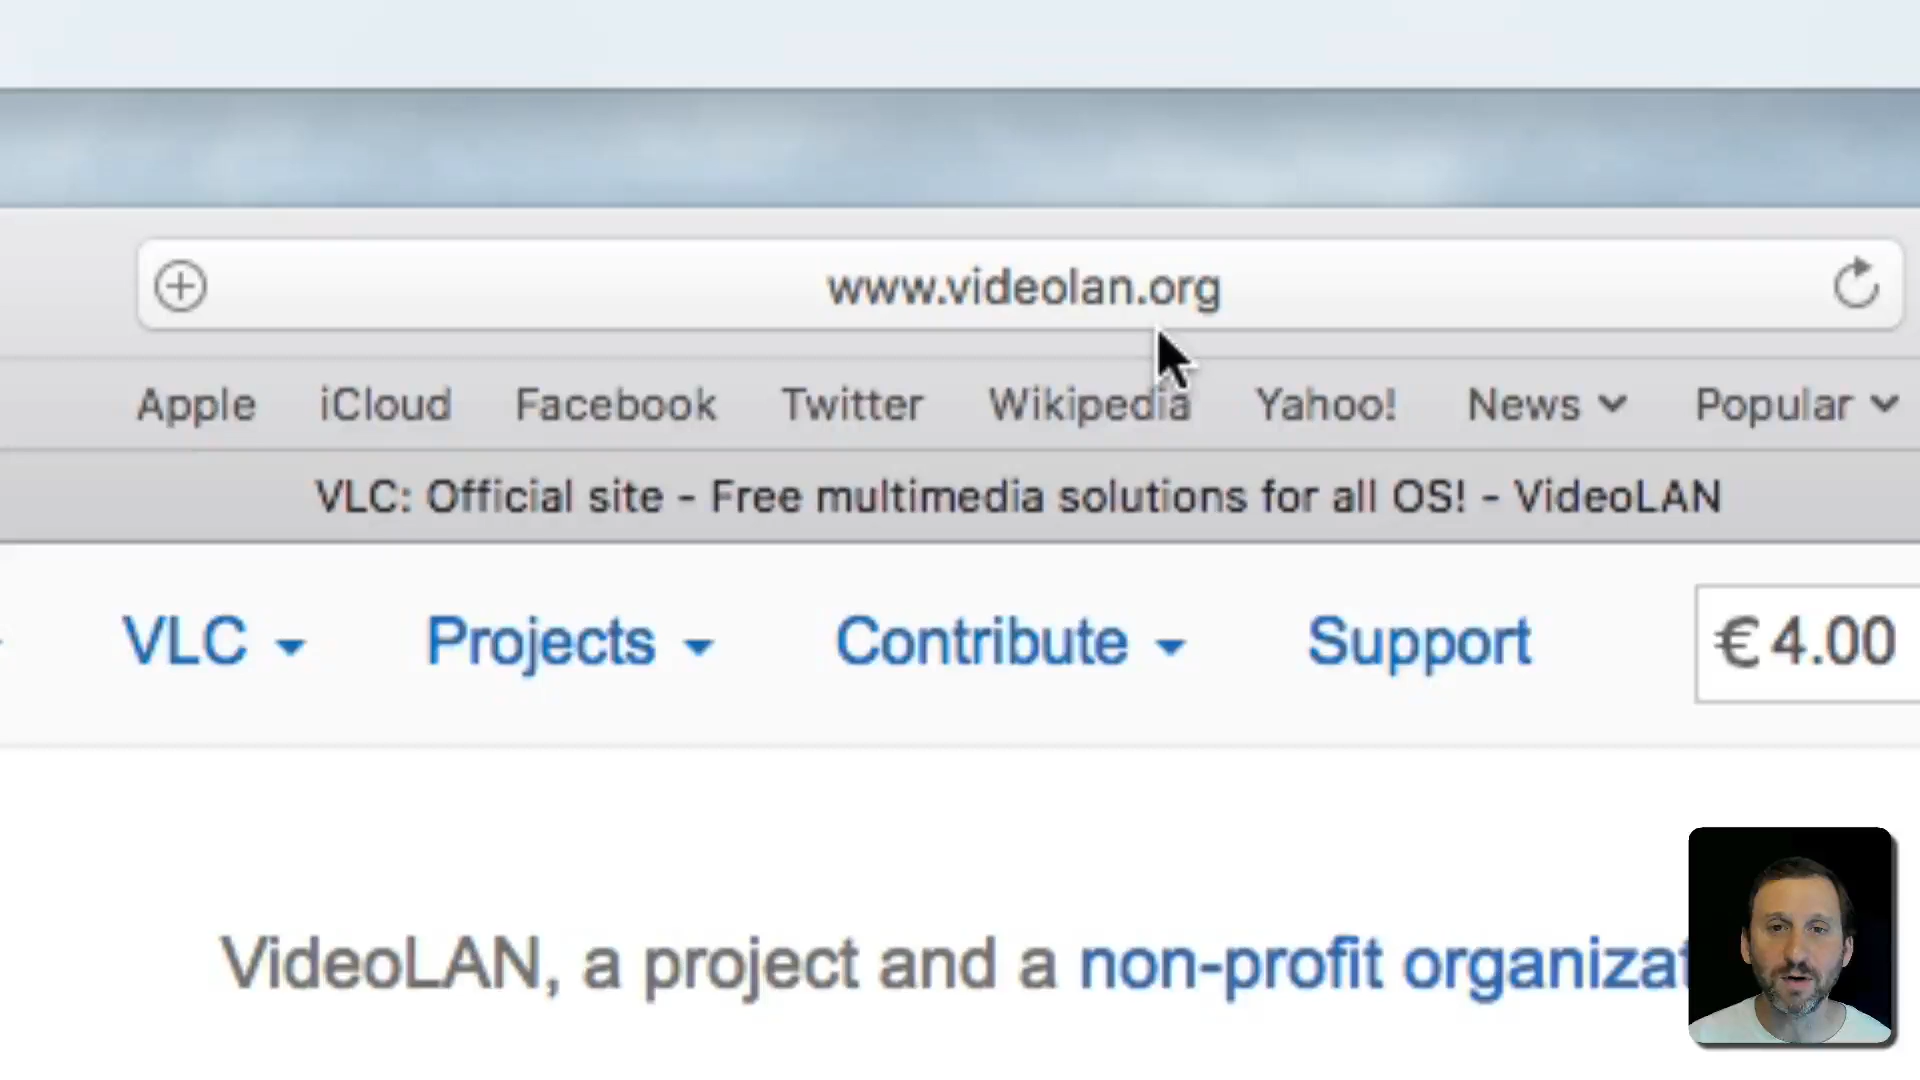 www.videolan.org
Apple iCloud Facebook Twitter Wikipedia Yahoo! News Popular
VLC: Official site - Free multimedia solutions for all OS! - VideoLAN
VLC Projects Contribute Support €4.00
VideoLAN, a project and a non-profit organizat